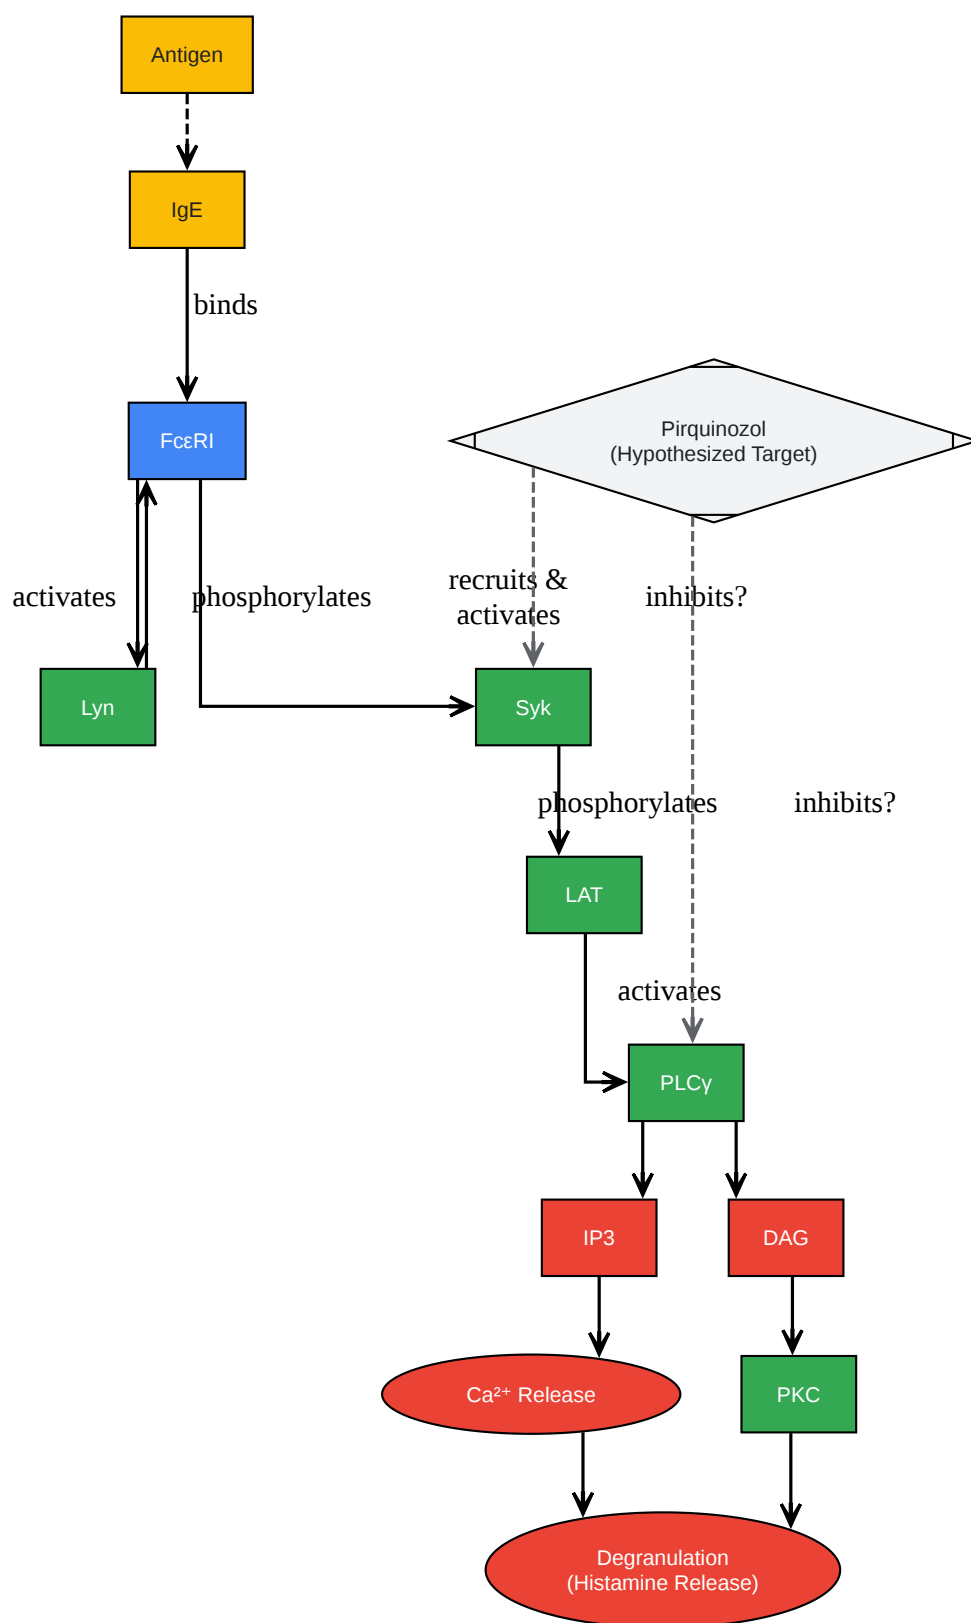 Antigen
IgE
binds
FcεRI
Pirquinozol
(Hypothesized Target)
activates
phosphorylates
recruits &
activates
inhibits?
Lyn
Syk
phosphorylates
inhibits?
LAT
activates
PLCγ
IP3
DAG
Ca²⁺ Release
PKC
Degranulation
(Histamine Release)